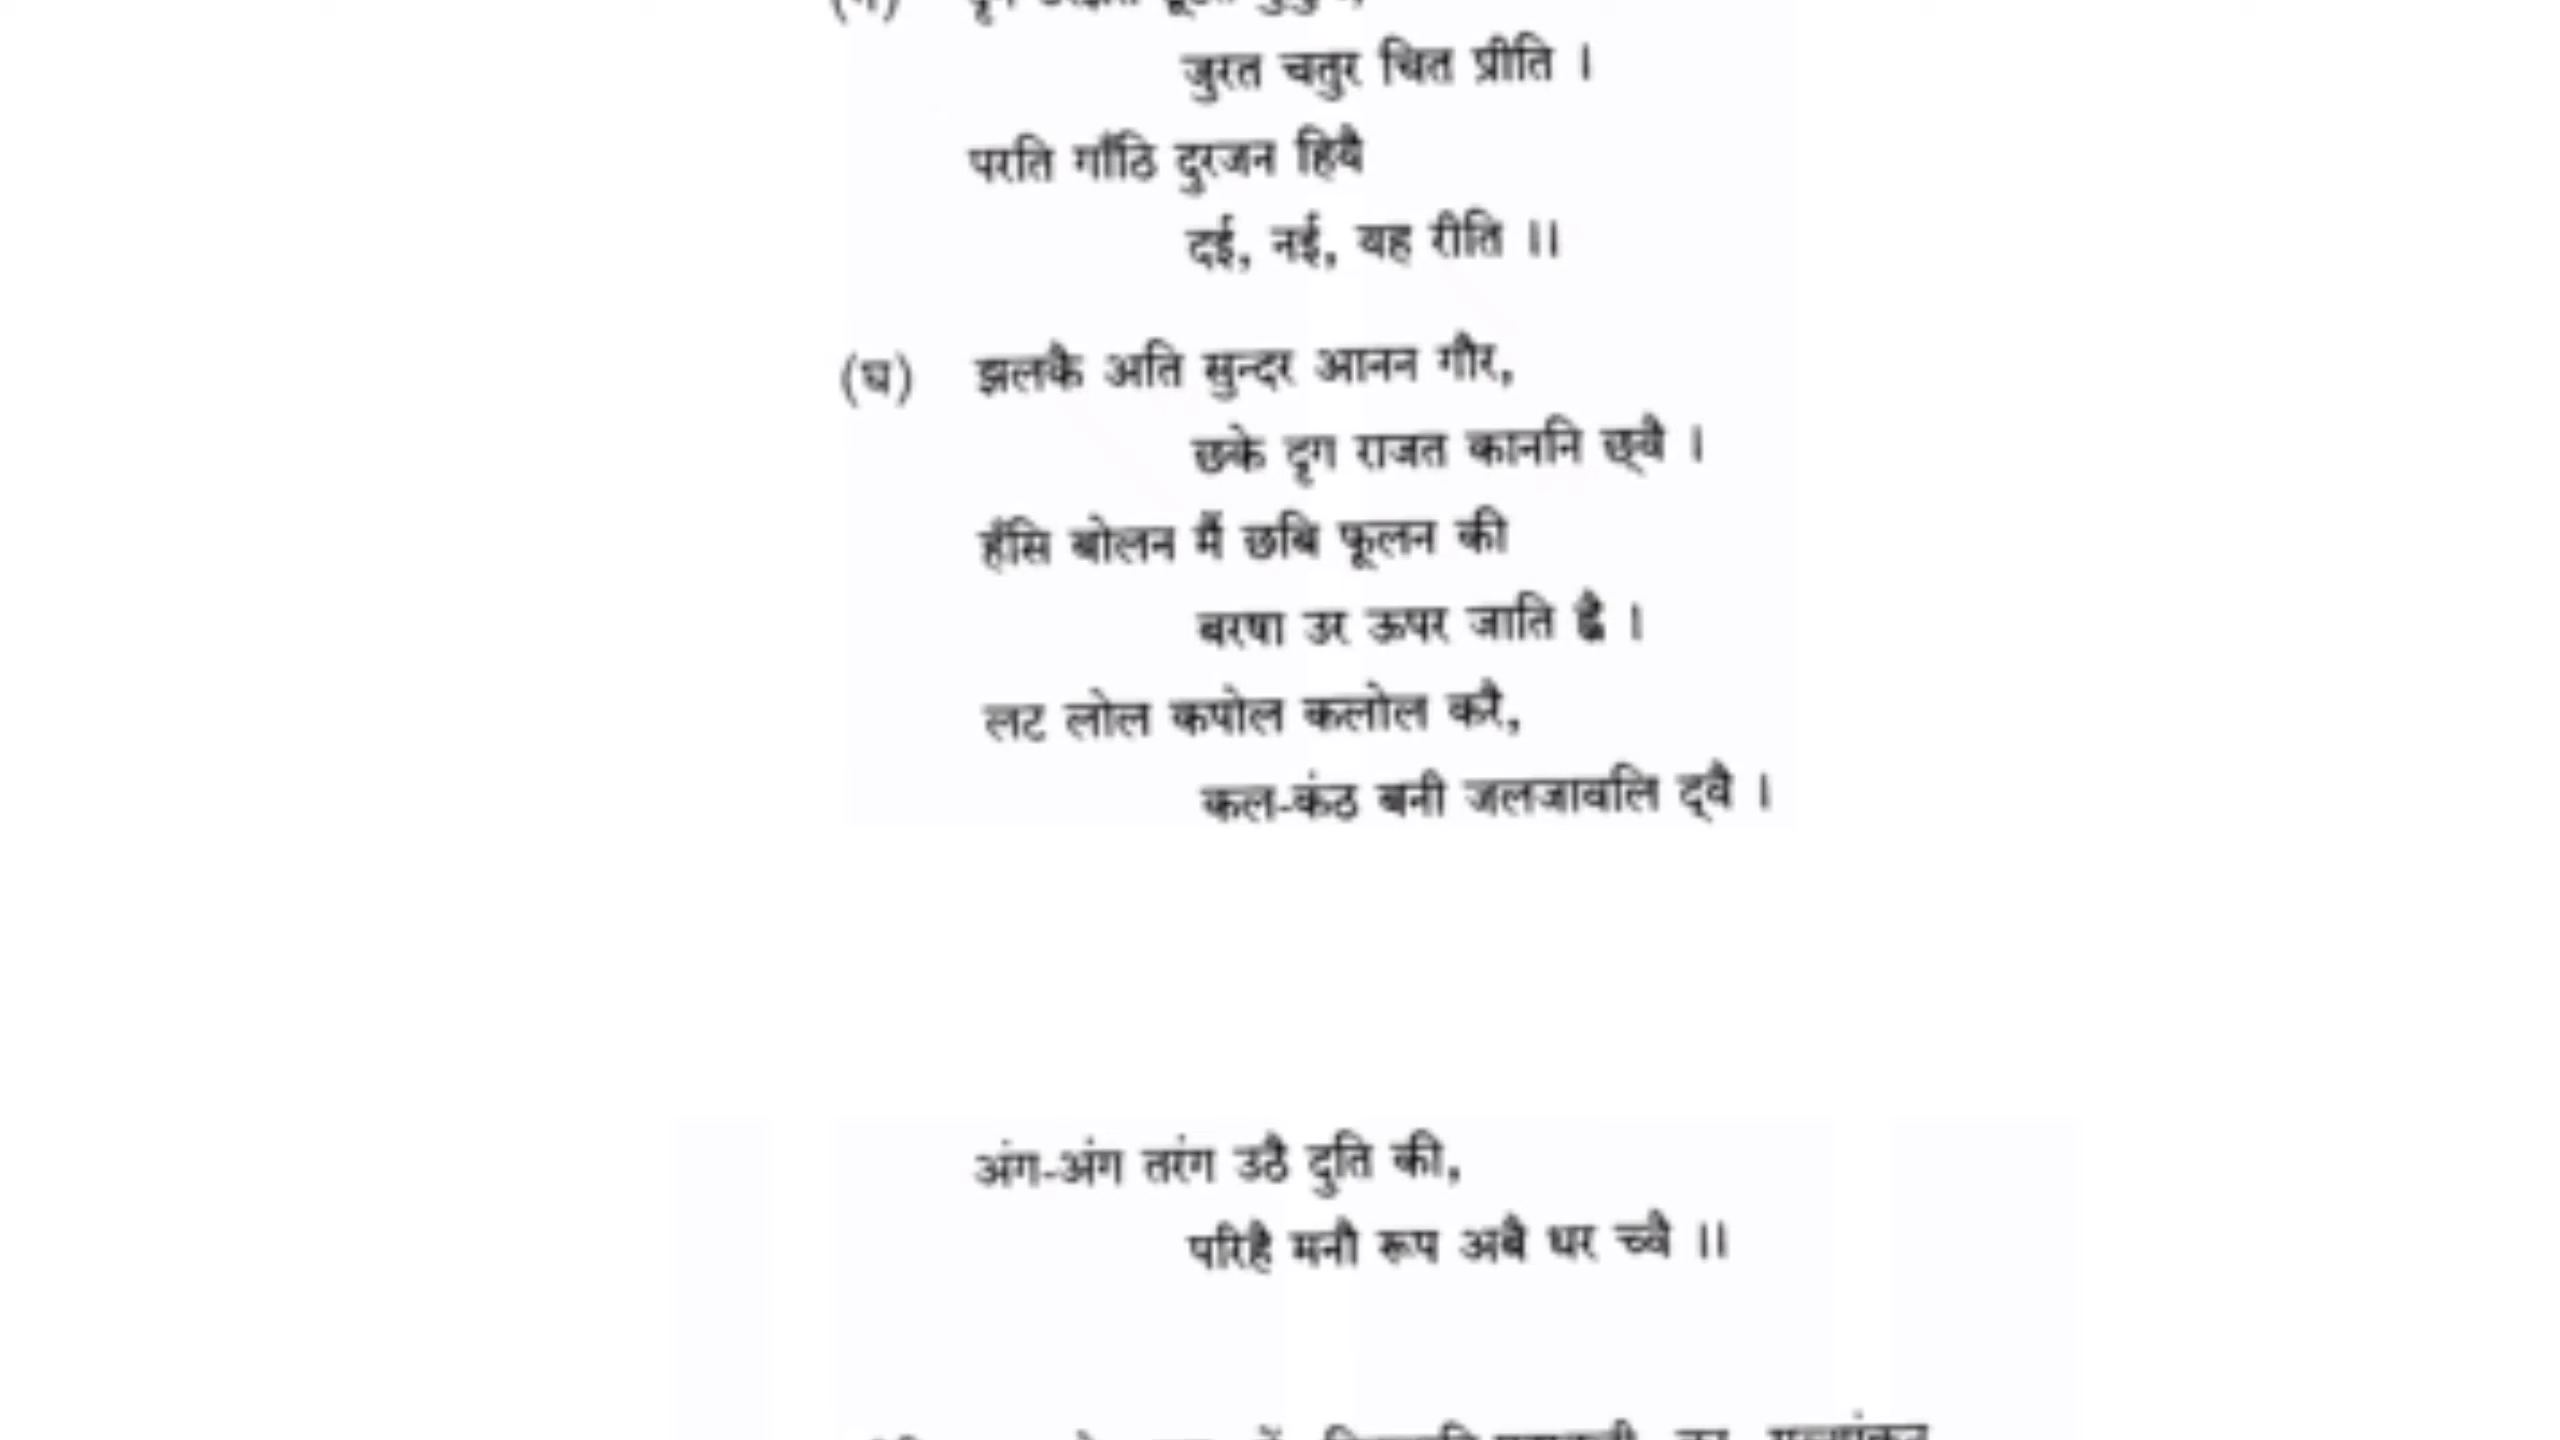 जुरत चतुर चित प्रीति ।
परति गाँठि दुरजन हियै
दई, नई, यह रीति ।।
(घ) झलकै अति सुन्दर आनन गौर,
छके दृग राजत काननि छ्वै ।
हँसि बोलन मैं छबि फूलन की
बरषा उर ऊपर जाति ह्वै ।
लट लोल कपोल कलोल करै,
कल-कंठ बनी जलजावलि द्वै ।
अंग-अंग तरंग उठै दुति की,
परिहै मनौ रूप अबै धर च्वै ।।